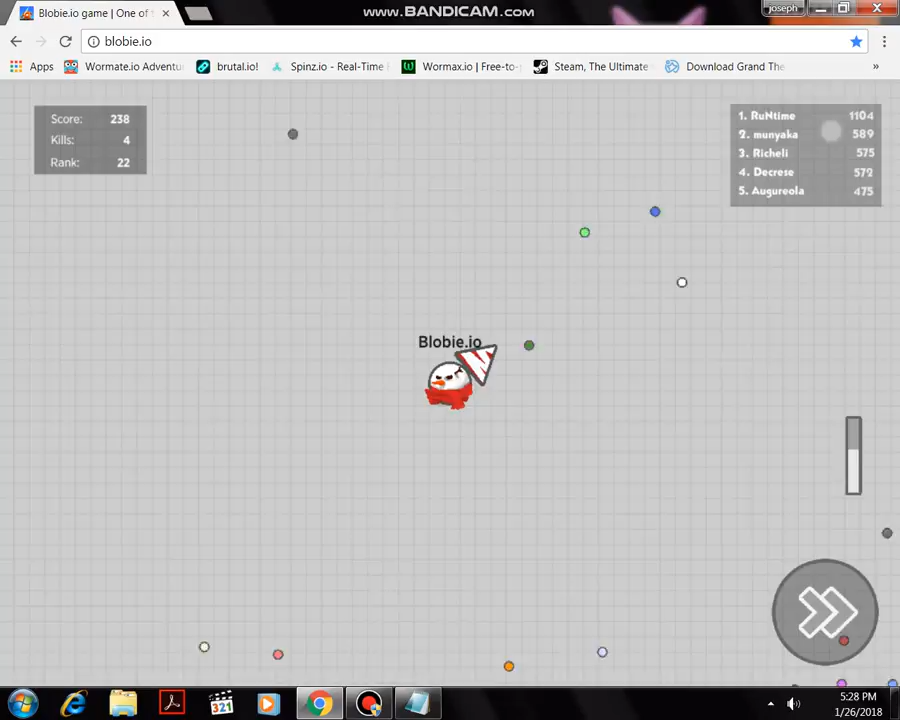 Blobie.io game | One of
WWW.BANDICAM.COM
joseph
blobie.io
Apps
Wormate.io Adventu
brutal.io!
Spinz.io - Real-Time
Wormax.io | Free-to-
Steam, The Ultimate
Download Grand The
»
Score: 238
Kills: 4
Rank: 22
1. RuNtime 1104
2. munyaka 589
3. Richeli 575
4. Decrese 572
5. Augureola 475
Blobie.io
321
5:28 PM
1/26/2018